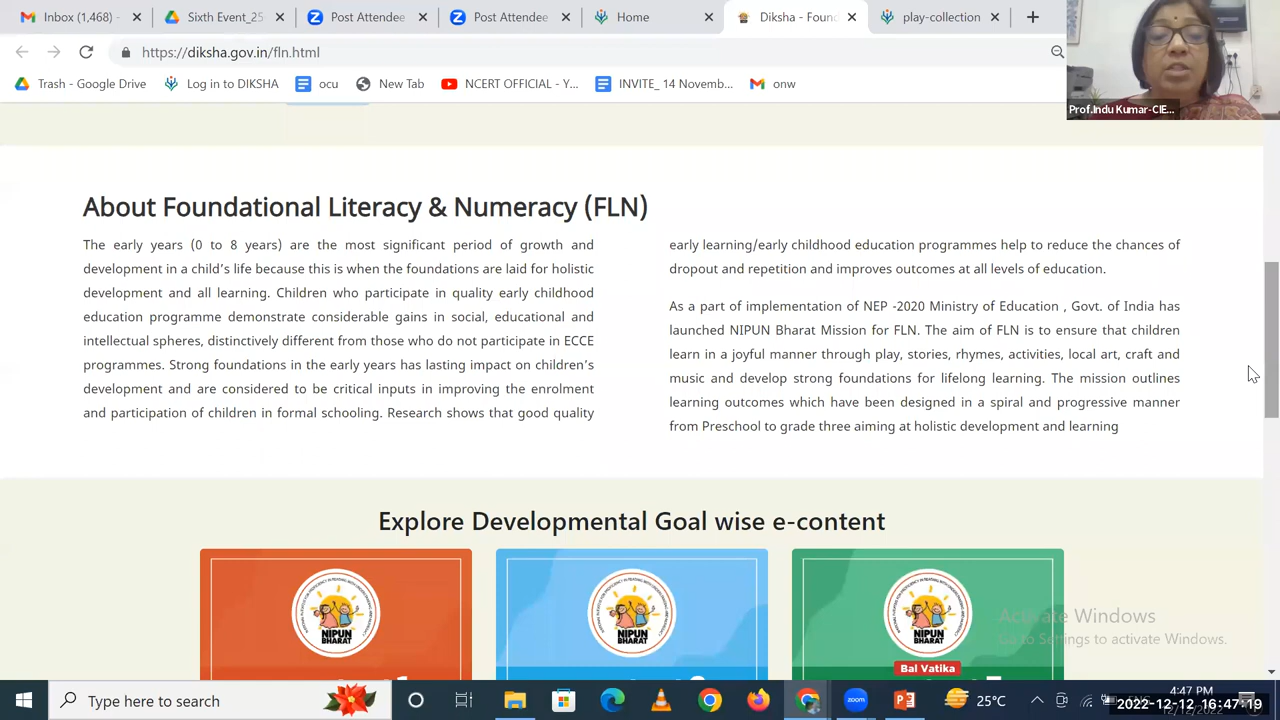 Inbox (1,468) -
Sixth Event_25
Post Attendee
Post Attendee
Home
Diksha - Foun
play-collection
https://diksha.gov.in/fln.html
Trash - Google Drive
Log in to DIKSHA
ocu
New Tab
NCERT OFFICIAL - Y...
INVITE_ 14 Novemb...
onw
Prof.Indu Kumar-CIE...
About Foundational Literacy & Numeracy (FLN)
The early years (0 to 8 years) are the most significant period of growth and
development in a child's life because this is when the foundations are laid for holistic
development and all learning. Children who participate in quality early childhood
education programme demonstrate considerable gains in social, educational and
intellectual spheres, distinctively different from those who do not participate in ECCE
programmes. Strong foundations in the early years has lasting impact on children's
development and are considered to be critical inputs in improving the enrolment
and participation of children in formal schooling. Research shows that good quality
early learning/early childhood education programmes help to reduce the chances of
dropout and repetition and improves outcomes at all levels of education.
As a part of implementation of NEP -2020 Ministry of Education , Govt. of India has
launched NIPUN Bharat Mission for FLN. The aim of FLN is to ensure that children
learn in a joyful manner through play, stories, rhymes, activities, local art, craft and
music and develop strong foundations for lifelong learning. The mission outlines
learning outcomes which have been designed in a spiral and progressive manner
from Preschool to grade three aiming at holistic development and learning
Explore Developmental Goal wise e-content
NIPUN
BHARAT
NIPUN
BHARAT
NIPUN
BHARAT
Bal Vatika
Activate Windows
Go to Settings to activate Windows.
Type here to search
zoom
25°C
ENG
4:47 PM
2022-12-12 16:47:19